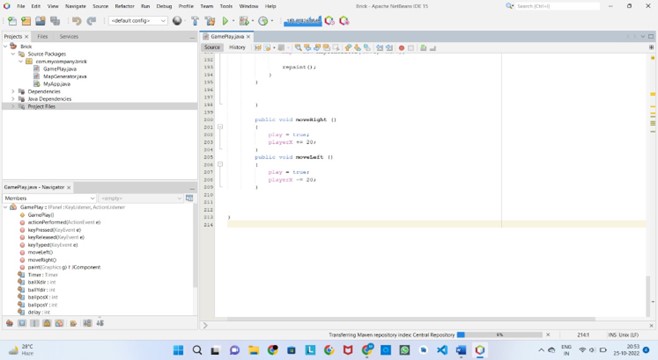 Brick - Apache NetBeans IDE 15
Search (Ctrl+I)
File Edit View Navigate Source Refactor Run Debug Profile Team Tools Window Help
<default config>
Projects × Files Services
Brick
Source Packages
com.mycompany.brick
GamePlay.java
MapGenerator.java
MyApp.java
Dependencies
Java Dependencies
Project Files
GamePlay.java - Navigator ×
Members <empty>
GamePlay :: JPanel : KeyListener, ActionListener
GamePlay()
actionPerformed(ActionEvent e)
keyPressed(KeyEvent e)
keyReleased(KeyEvent e)
keyTyped(KeyEvent e)
moveLeft()
moveRight()
paint(Graphics g) ↑ JComponent
Timer : Timer
ballXdir : int
ballYdir : int
ballposX : int
ballposY : int
delay : int
GamePlay.java ×
Source History
193 repaint();
194 }
195 }
198 }
200 public void moveRight ()
201 {
202 play = true;
203 playerX += 20;
204 }
205 public void moveLeft ()
206 {
207 play = true;
208 playerX -= 20;
209 }
210
211
212
213 }
214
Transferring Maven repository index: Central Repository
214:1 INS Unix (LF)
28°C
Haze
ENG
IN
20:53
25-10-2022